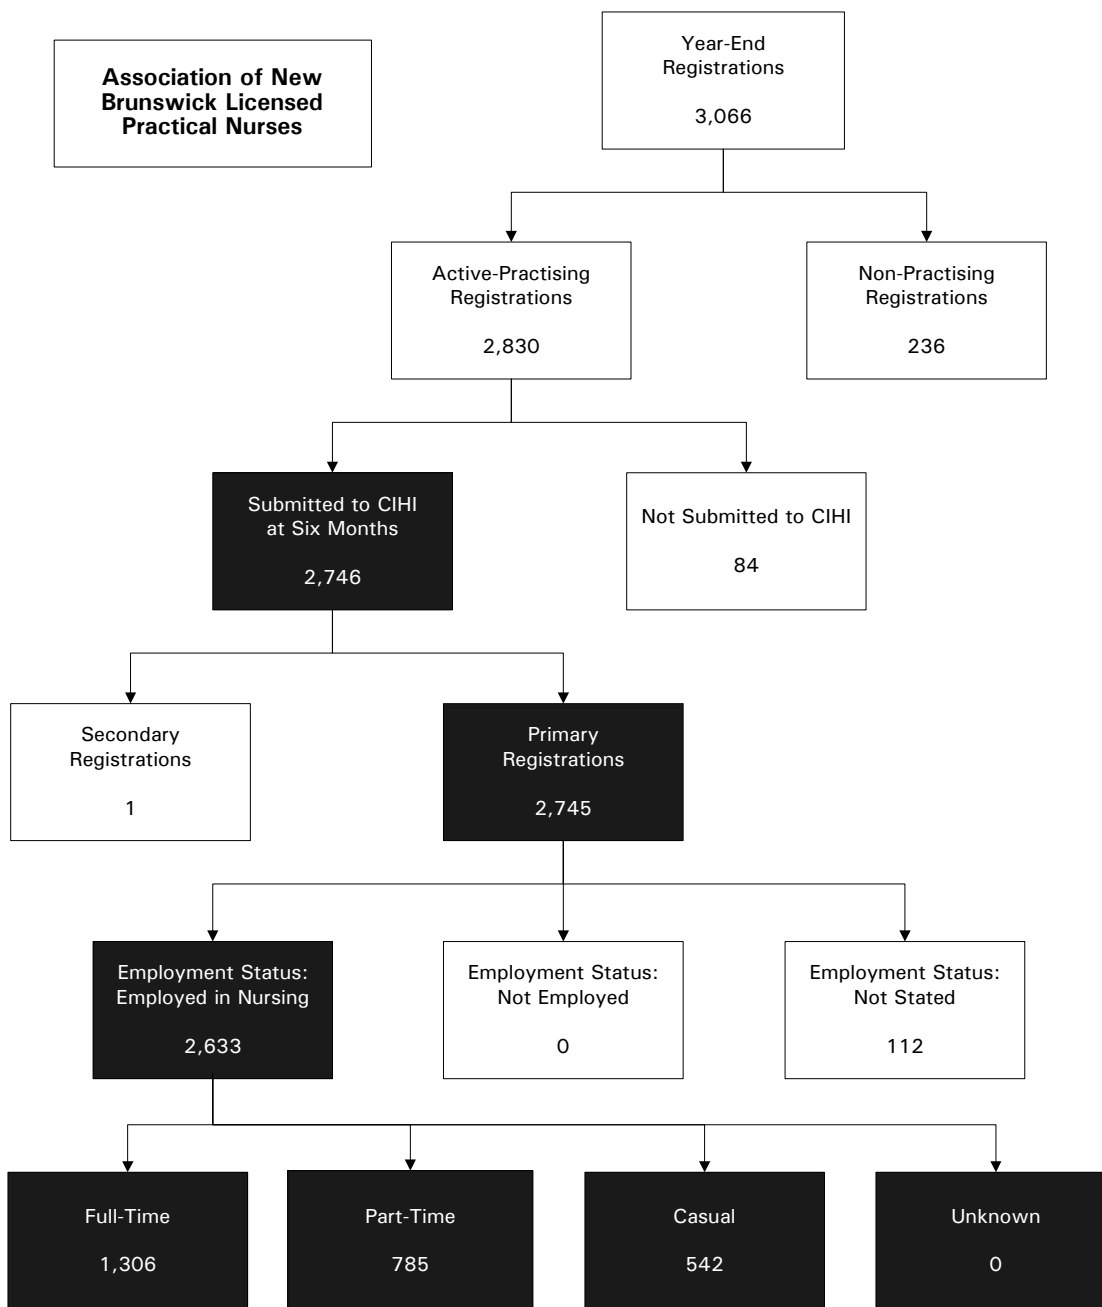 Association of New
Brunswick Licensed
Practical Nurses
Year-End
Registrations
3,066
Active-Practising
Registrations
2,830
Non-Practising
Registrations
236
Submitted to CIHI
at Six Months
2,746
Not Submitted to CIHI
84
Secondary
Registrations
1
Primary
Registrations
2,745
Employment Status:
Employed in Nursing
2,633
Employment Status:
Not Employed
0
Employment Status:
Not Stated
112
Full-Time
1,306
Part-Time
785
Casual
542
Unknown
0